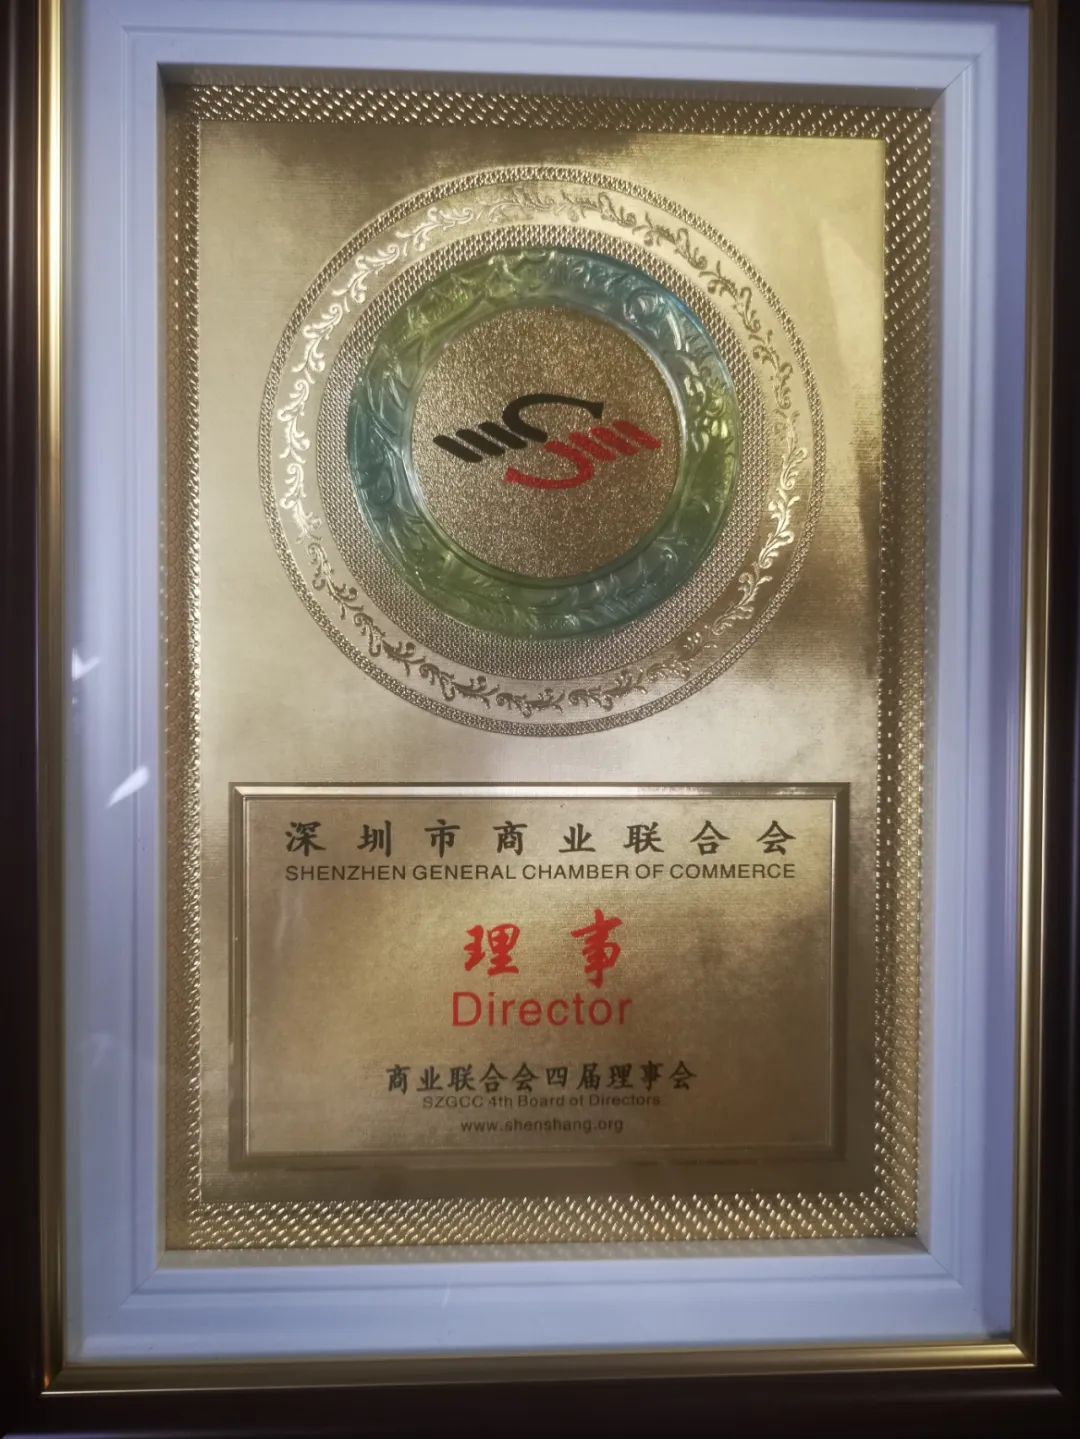 深圳市商业联合会
SHENZHEN GENERAL CHAMBER OF COMMERCE
理事
Director
商业联合会四届理事会
SZGCC 4th Board of Directors
www.shenshang.org